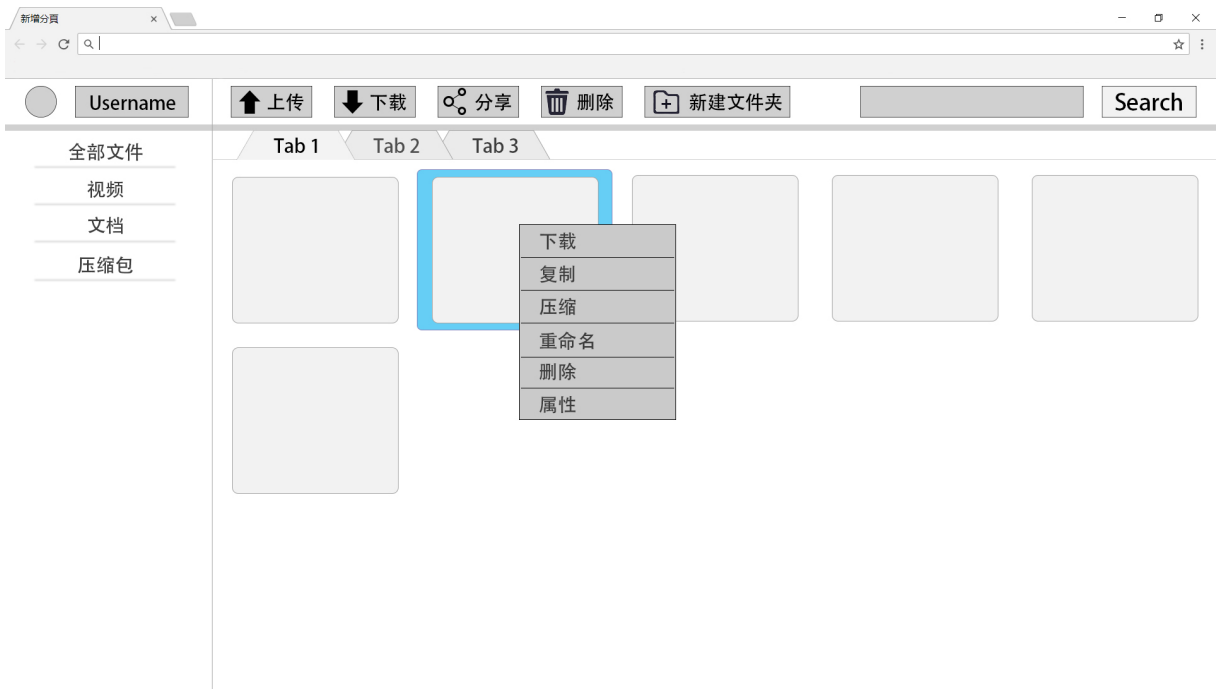 新增分頁
Username
上传
下载
分享
删除
新建文件夹
Search
全部文件
视频
文档
压缩包
Tab 1
Tab 2
Tab 3
下载
复制
压缩
重命名
删除
属性